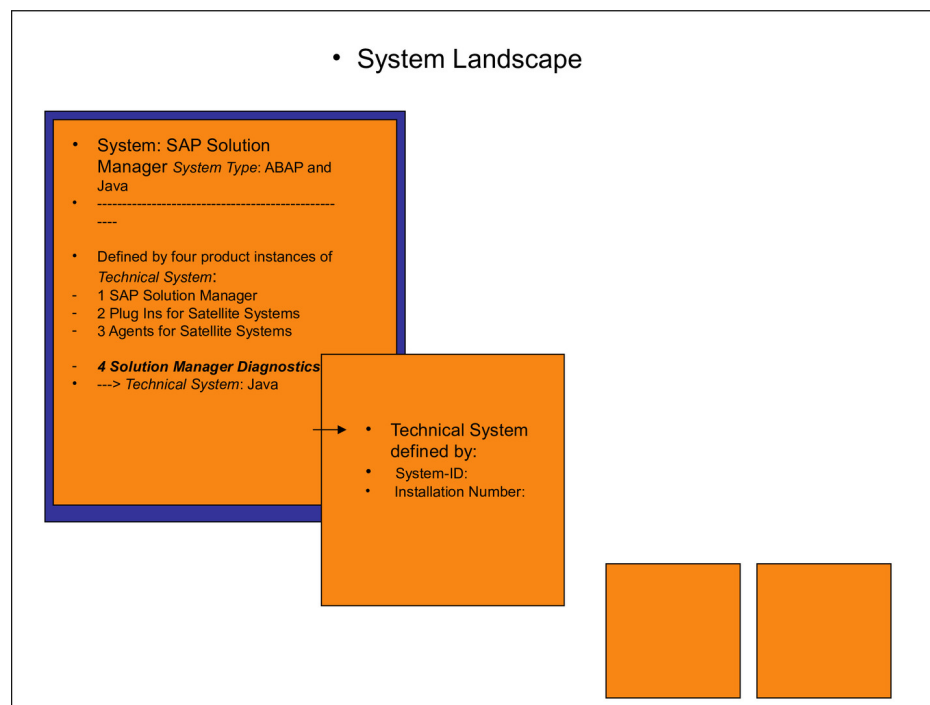 • System Landscape
• System: SAP Solution
Manager System Type: ABAP and
Java
• ------------------------------------------------
----
• Defined by four product instances of
Technical System:
- 1 SAP Solution Manager
- 2 Plug Ins for Satellite Systems
- 3 Agents for Satellite Systems
- 4 Solution Manager Diagnostics
• ---> Technical System: Java
• Technical System
defined by:
• System-ID:
• Installation Number: